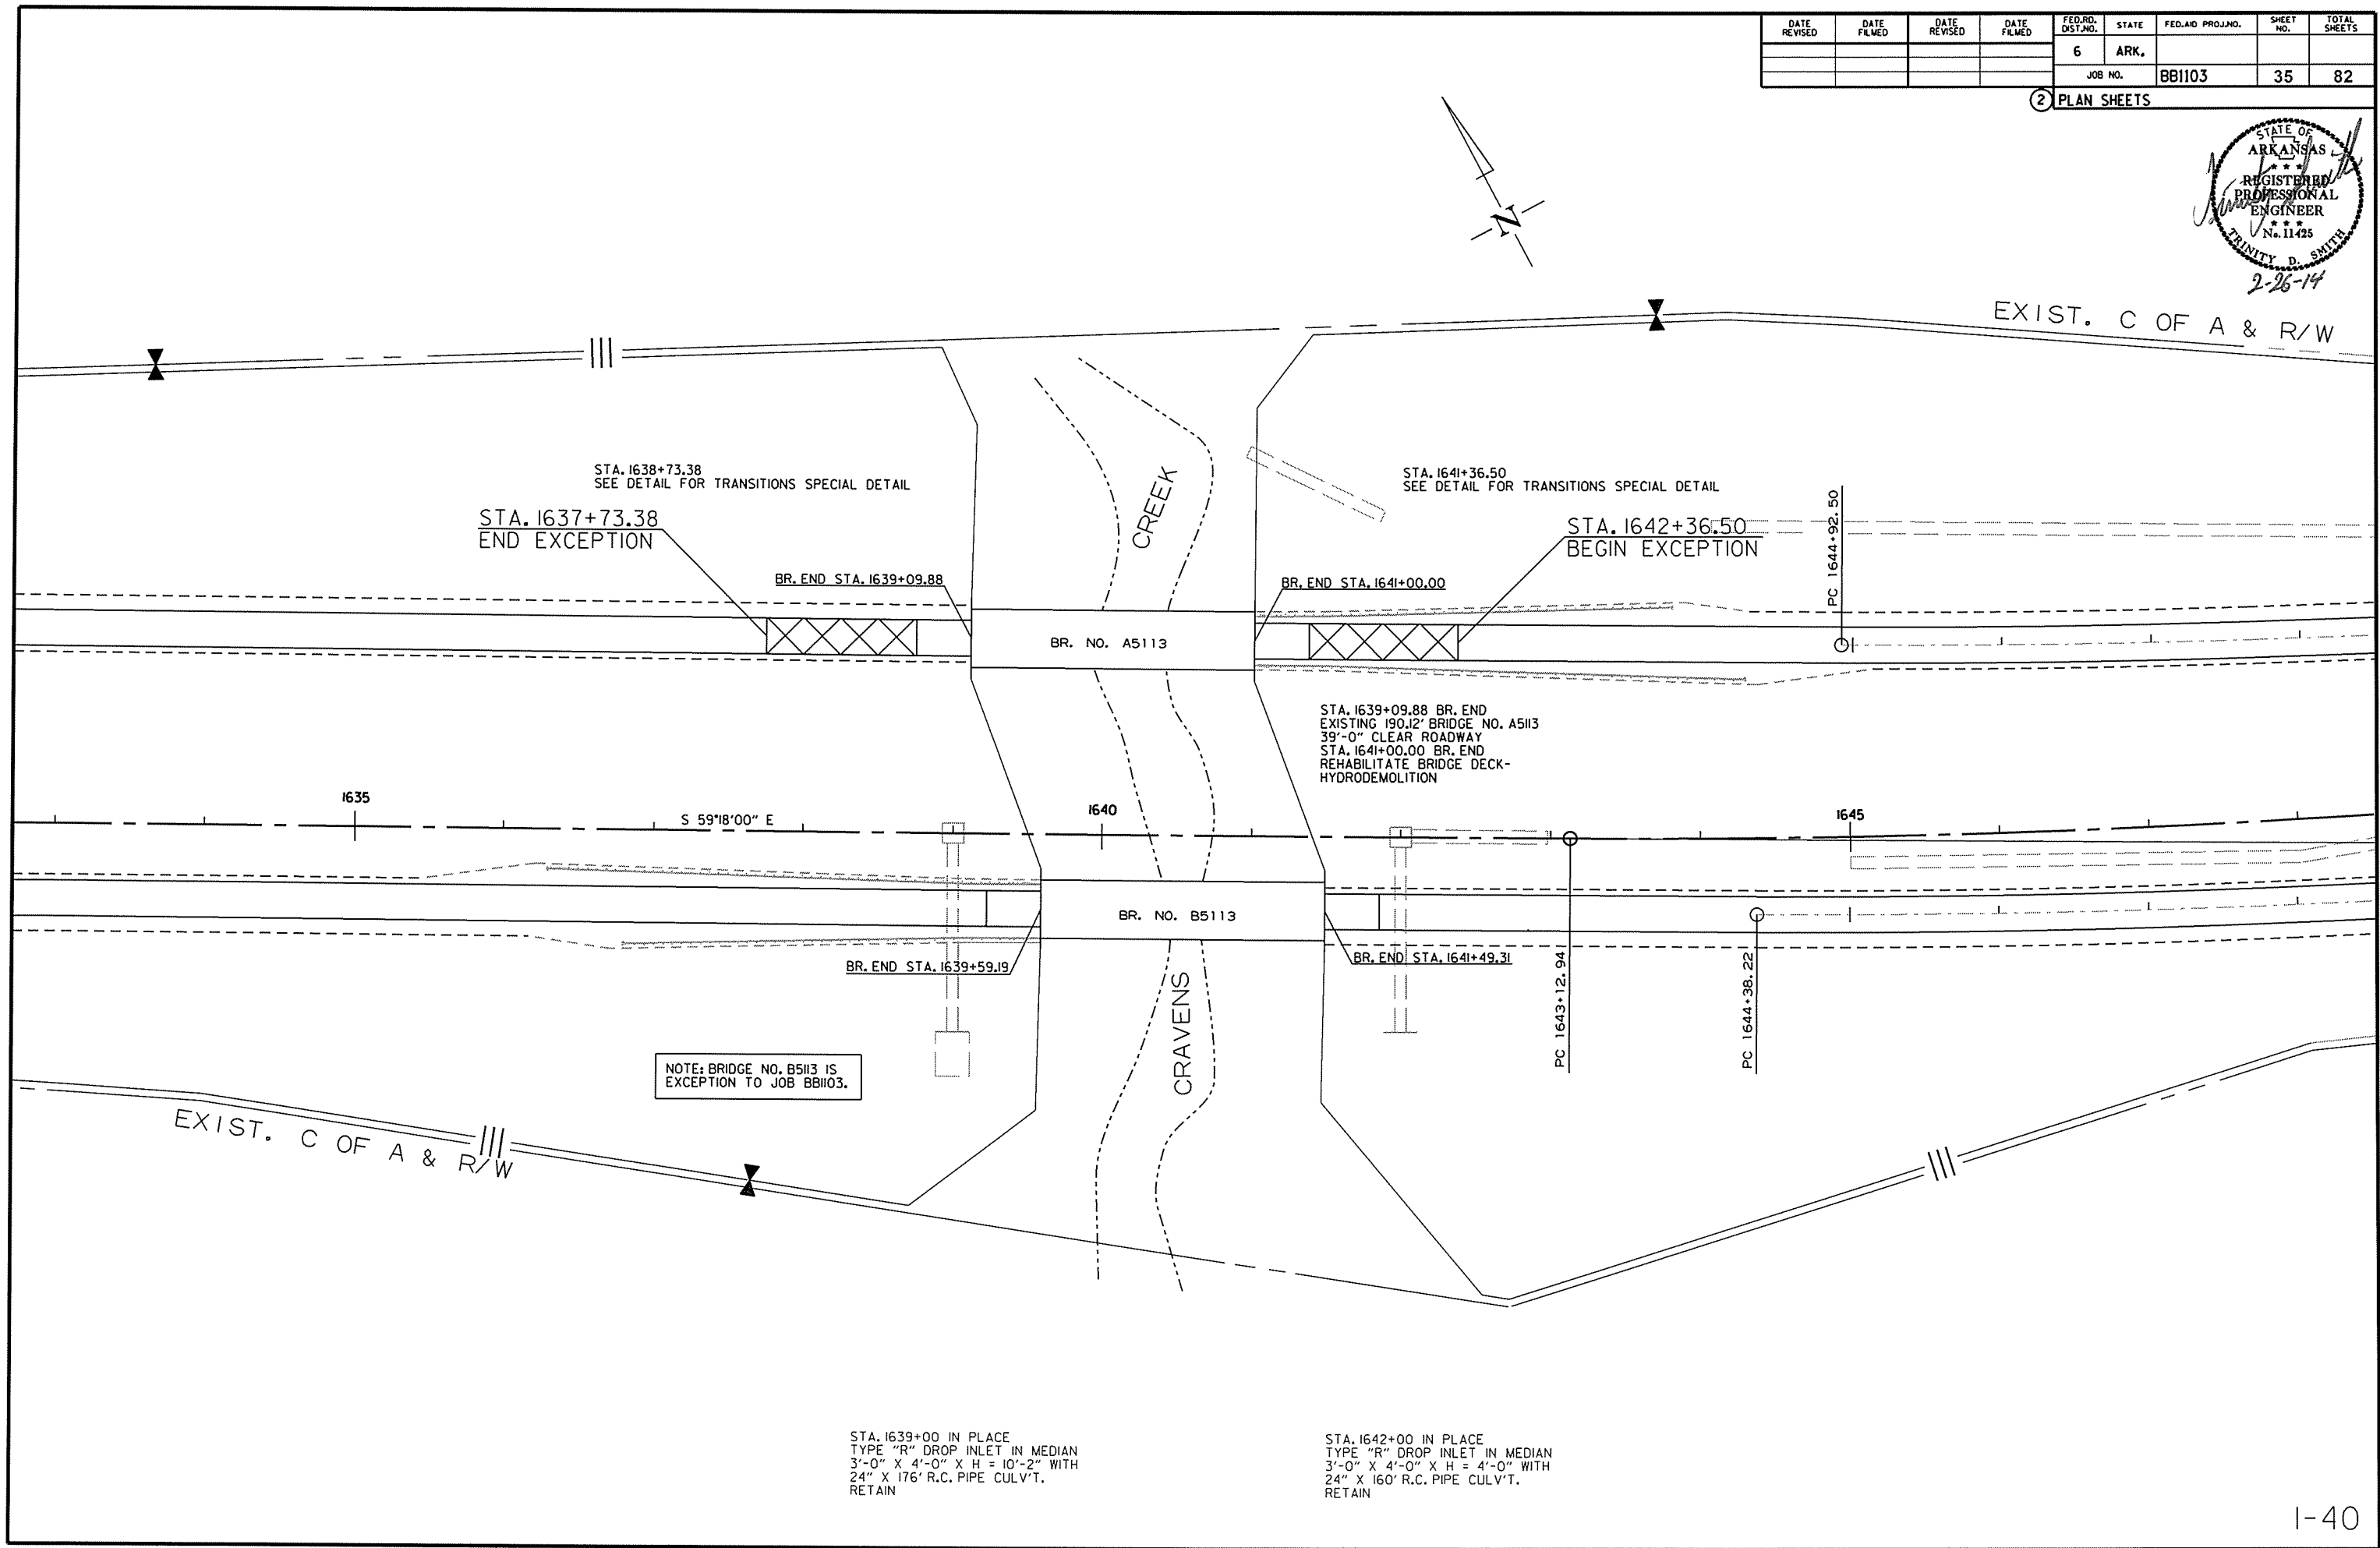 DATE REVISED
DATE FILMED
DATE REVISED
DATE FILMED
FED.RD. DIST.NO.
STATE
FED.AID PROJ.NO.
SHEET NO.
TOTAL SHEETS
6
ARK.
JOB NO.
BB1103
35
82
2
PLAN SHEETS
STATE OF
ARKANSAS
★ ★ ★
REGISTERED
PROFESSIONAL
ENGINEER
★ ★ ★
No. 11425
TRINITY D. SMITH
2-26-14
N
EXIST. C OF A & R/W
STA. 1638+73.38
SEE DETAIL FOR TRANSITIONS SPECIAL DETAIL
STA. 1641+36.50
SEE DETAIL FOR TRANSITIONS SPECIAL DETAIL
STA. 1637+73.38
END EXCEPTION
CREEK
STA. 1642+36.50
BEGIN EXCEPTION
PC 1644+92.50
BR. END STA. 1639+09.88
BR. END STA. 1641+00.00
BR. NO. A5113
STA. 1639+09.88 BR. END
EXISTING 190.12' BRIDGE NO. A5113
39'-0" CLEAR ROADWAY
STA. 1641+00.00 BR. END
REHABILITATE BRIDGE DECK-
HYDRODEMOLITION
1635
S 59°18'00" E
1640
1645
BR. NO. B5113
BR. END STA. 1639+59.19
BR. END STA. 1641+49.31
CRAVENS
PC 1643+12.94
PC 1644+38.22
NOTE: BRIDGE NO. B5113 IS
EXCEPTION TO JOB BB1103.
EXIST. C OF A & R/W
STA. 1639+00 IN PLACE
TYPE "R" DROP INLET IN MEDIAN
3'-0" X 4'-0" X H = 10'-2" WITH
24" X 176' R.C. PIPE CULV'T.
RETAIN
STA. 1642+00 IN PLACE
TYPE "R" DROP INLET IN MEDIAN
3'-0" X 4'-0" X H = 4'-0" WITH
24" X 160' R.C. PIPE CULV'T.
RETAIN
I-40